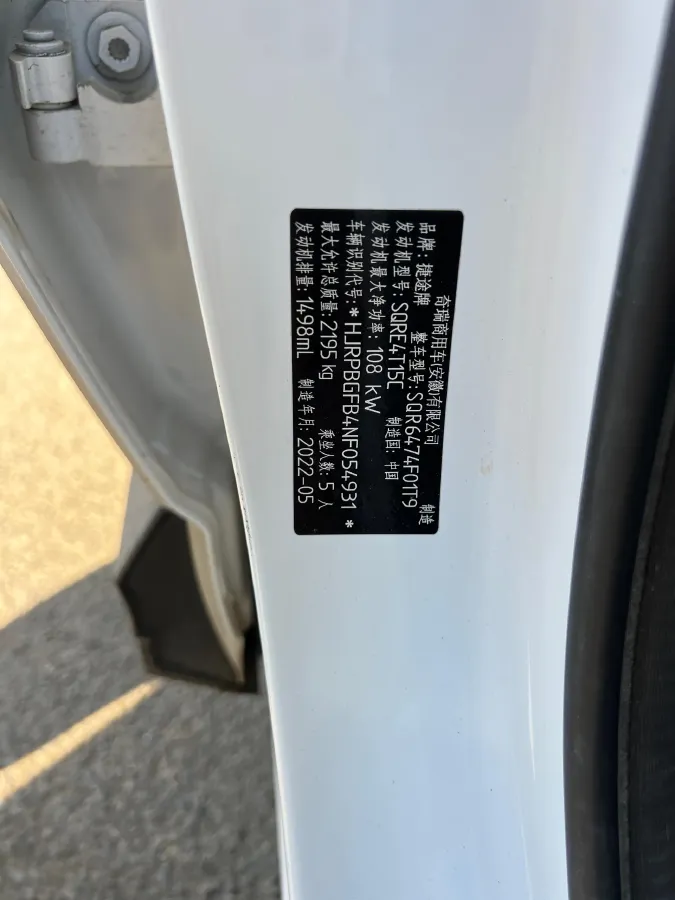 奇瑞商用车(安徽)有限公司 制造
品牌:捷途牌 整车型号:SQR6474F01T9
发动机型号:SQRE4T15C 制造国:中国
发动机最大净功率:108 kW
车辆识别代号:*HJRPBGFB4NF054931*
最大允许总质量:2195 kg 乘坐人数:5 人
发动机排量:1498mL 制造年月:2022-05